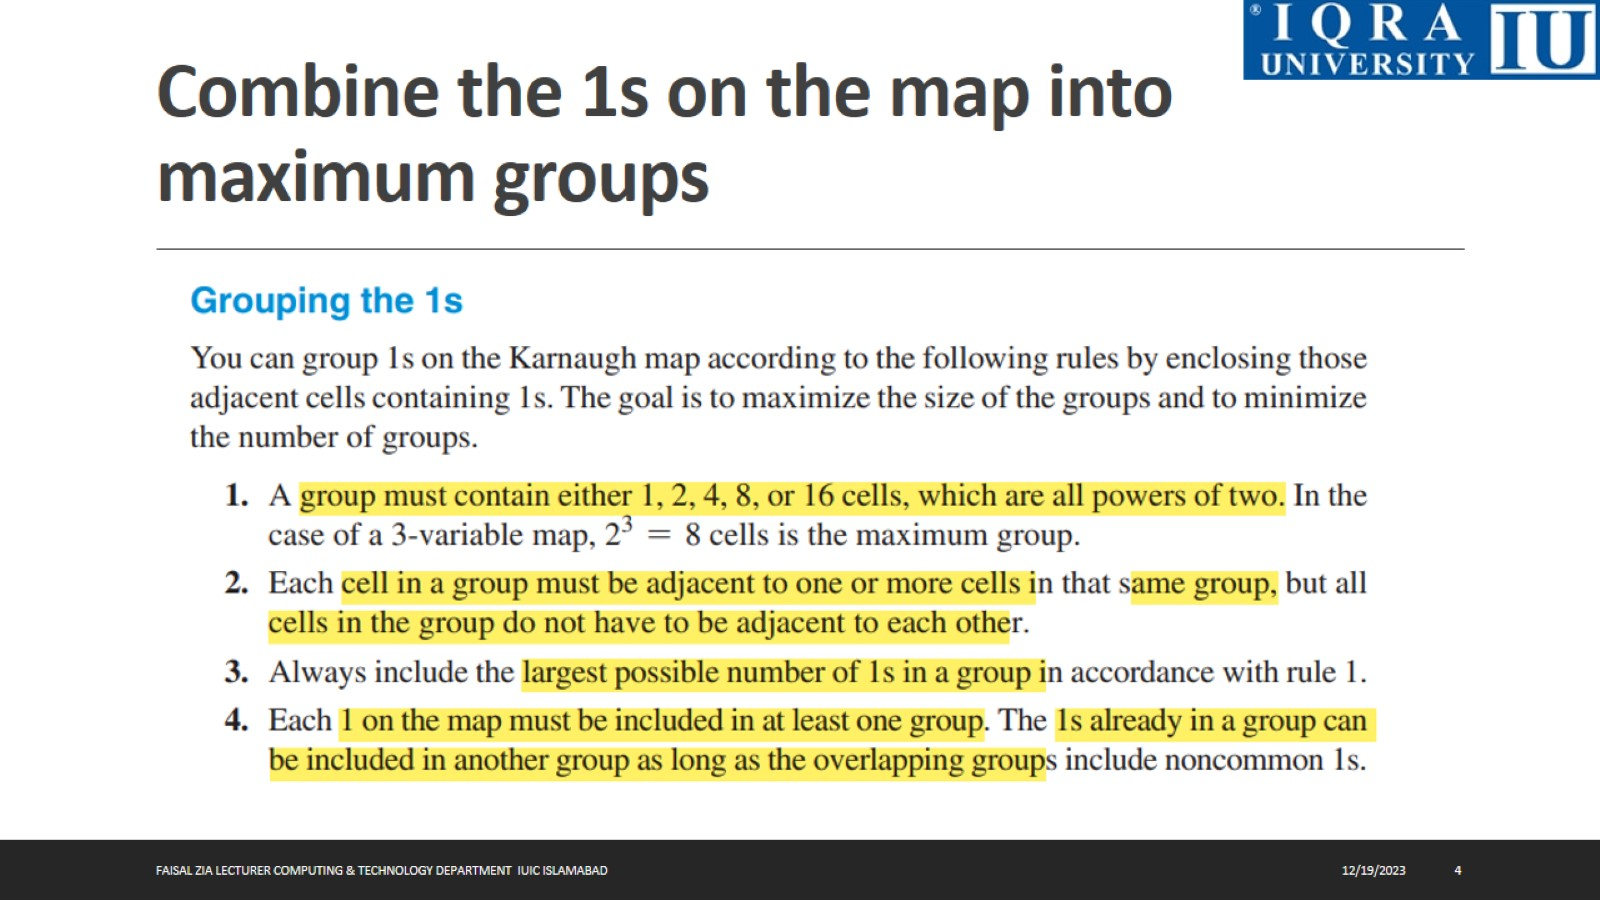 ® IQRA
UNIVERSITY IU
Combine the 1s on the map into
maximum groups
Grouping the 1s
You can group 1s on the Karnaugh map according to the following rules by enclosing those
adjacent cells containing 1s. The goal is to maximize the size of the groups and to minimize
the number of groups.
1. A group must contain either 1, 2, 4, 8, or 16 cells, which are all powers of two. In the
case of a 3-variable map, 2³ = 8 cells is the maximum group.
2. Each cell in a group must be adjacent to one or more cells in that same group, but all
cells in the group do not have to be adjacent to each other.
3. Always include the largest possible number of 1s in a group in accordance with rule 1.
4. Each 1 on the map must be included in at least one group. The 1s already in a group can
be included in another group as long as the overlapping groups include noncommon 1s.
FAISAL ZIA LECTURER COMPUTING & TECHNOLOGY DEPARTMENT IUIC ISLAMABAD 12/19/2023 4